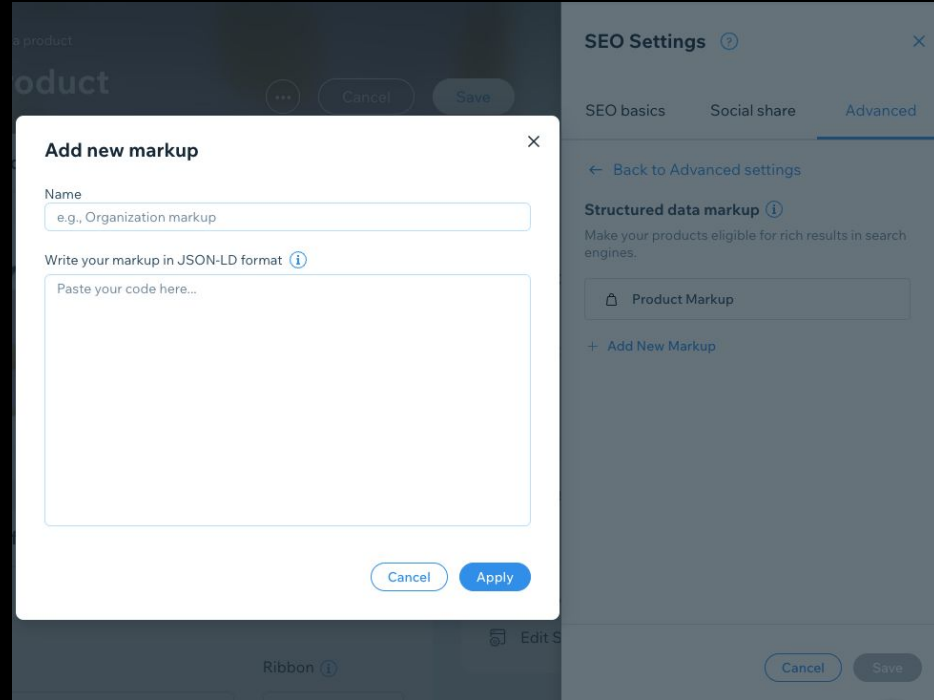 a product
oduct
Cancel
Save
Add new markup
Name
e.g., Organization markup
Write your markup in JSON-LD format
Paste your code here...
Cancel
Apply
Ribbon
Edit S
SEO Settings
SEO basics
Social share
Advanced
← Back to Advanced settings
Structured data markup
Make your products eligible for rich results in search
engines.
Product Markup
+ Add New Markup
Cancel
Save